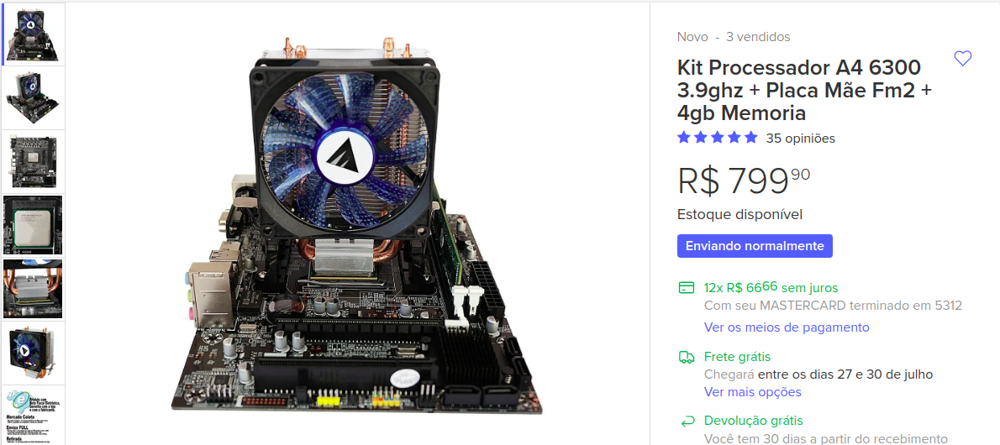 Novo - 3 vendidos
Kit Processador A4 6300
3.9ghz + Placa Mãe Fm2 +
4gb Memoria
35 opiniões
R$ 799 90
Estoque disponível
Enviando normalmente
12x R$ 66 66 sem juros
Com seu MASTERCARD terminado em 5312
Ver os meios de pagamento
Frete grátis
Chegará entre os dias 27 e 30 de julho
Ver mais opções
Devolução grátis
Você tem 30 dias a partir do recebimento
Mercado Coleta
Envios FULL
Retirada